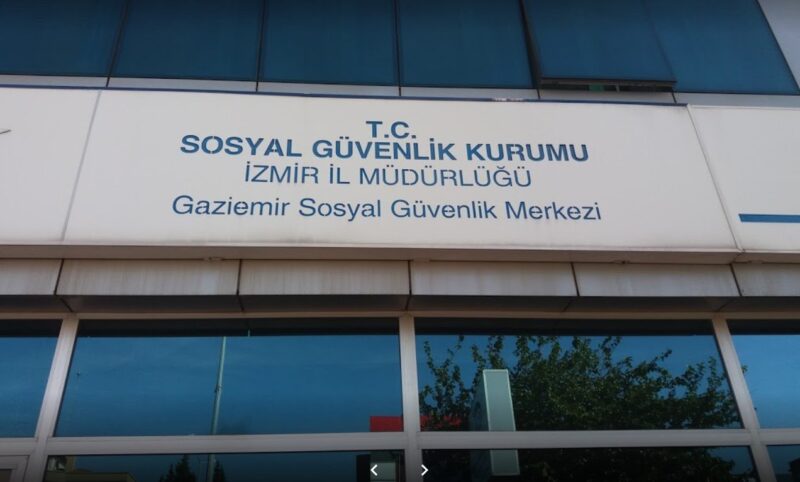 T.C.
SOSYAL GÜVENLİK KURUMU
İZMİR İL MÜDÜRLÜĞÜ
Gaziemir Sosyal Güvenlik Merkezi